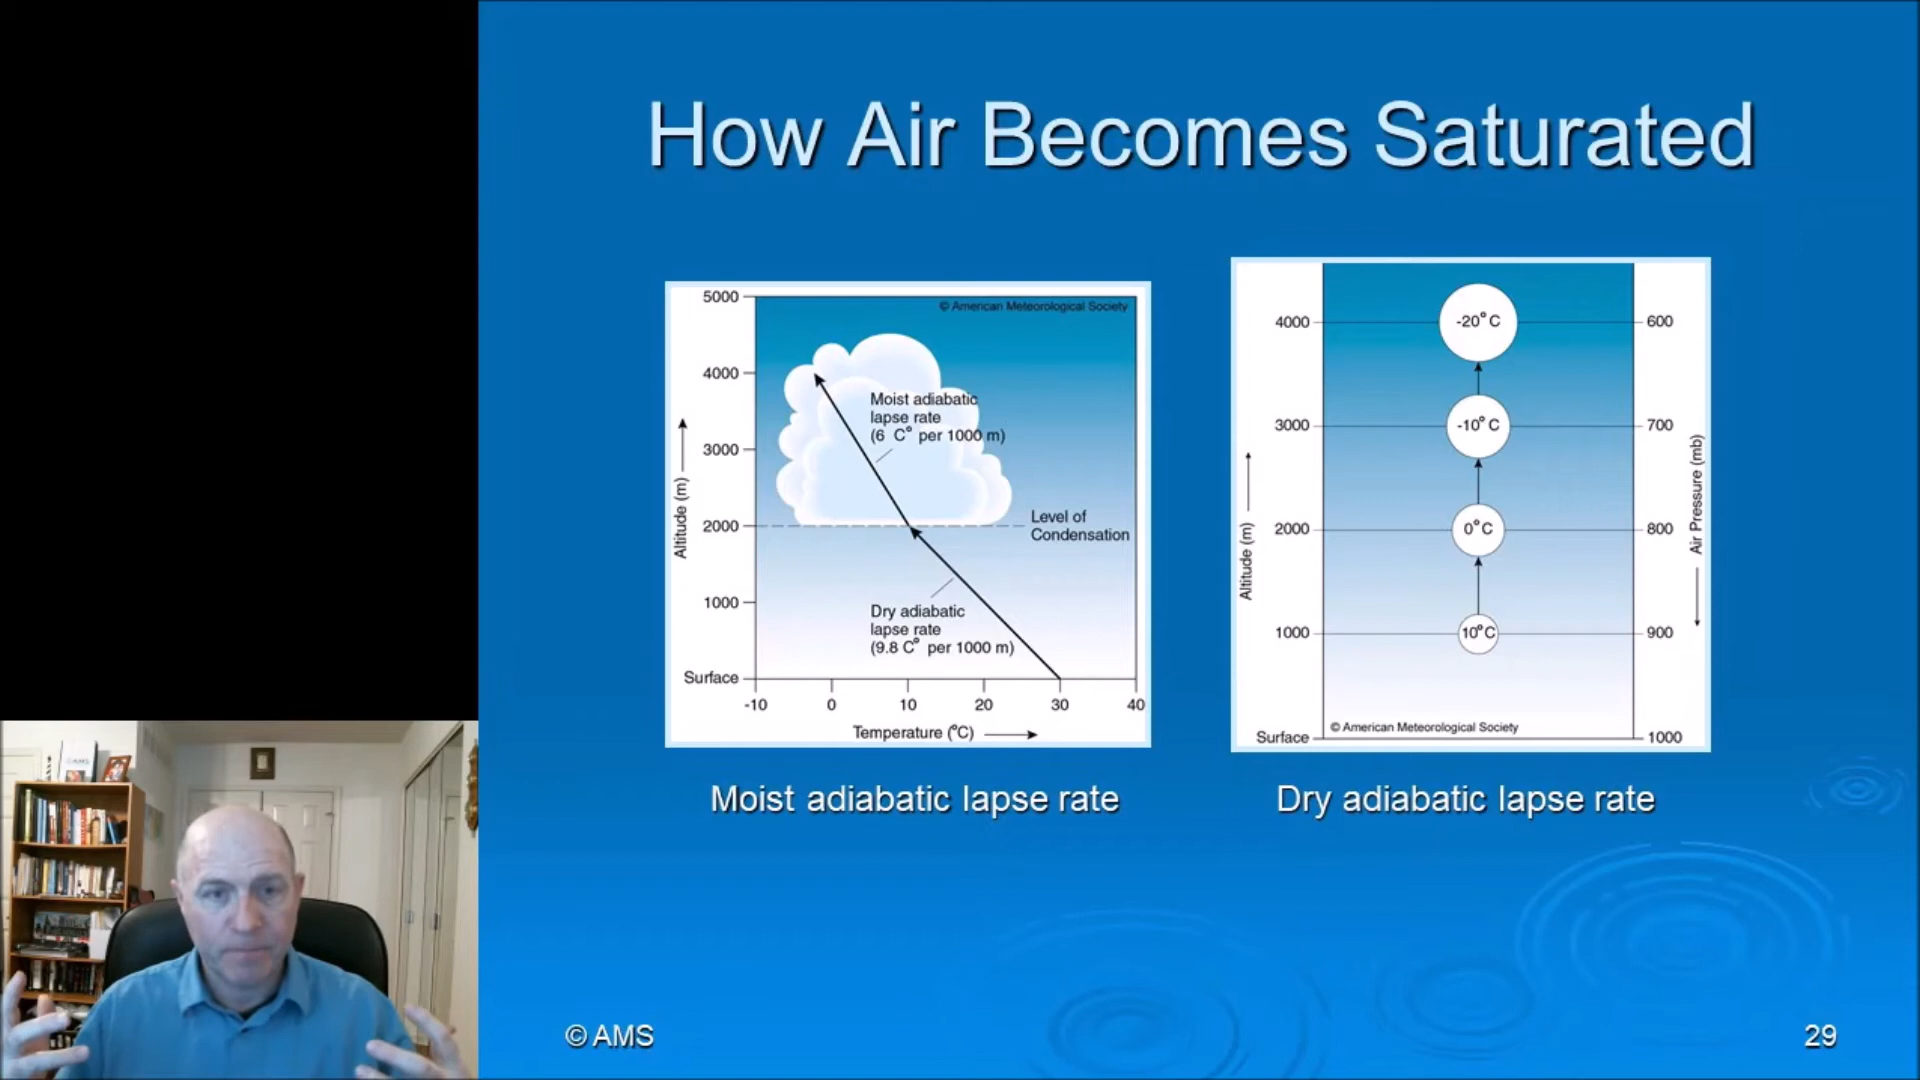 How Air Becomes Saturated
© American Meteorological Society
5000
4000
3000
2000
1000
Surface
Altitude (m)
Moist adiabatic
lapse rate
(6 C° per 1000 m)
Level of
Condensation
Dry adiabatic
lapse rate
(9.8 C° per 1000 m)
-10 0 10 20 30 40
Temperature (°C)
Moist adiabatic lapse rate
4000 -20°C 600
3000 -10°C 700
2000 0°C 800
1000 10°C 900
Altitude (m)
Air Pressure (mb)
© American Meteorological Society
Surface 1000
Dry adiabatic lapse rate
© AMS
29